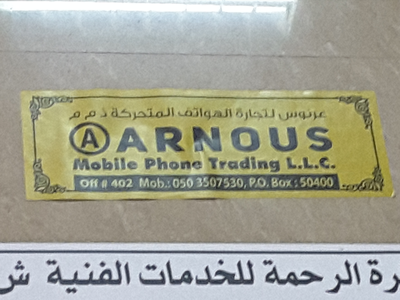 عرنوس لتجارة الهواتف المتحركة ذ م م
A ARNOUS
Mobile Phone Trading L.L.C.
Off # 402 Mob.: 050 3507530, P.O. Box : 50400
رة الرحمة للخدمات الفنية ش